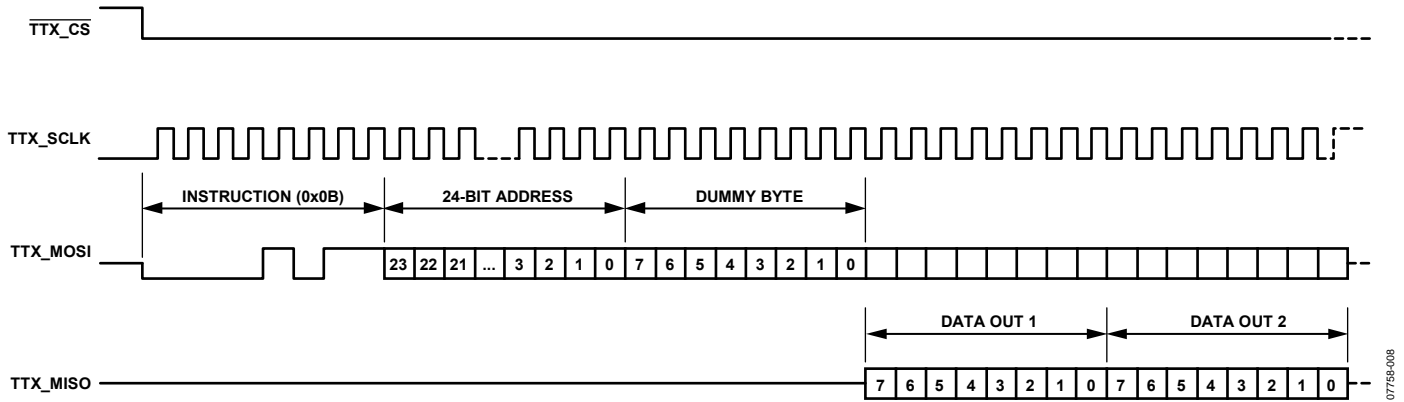 TTX_CS
TTX_SCLK
INSTRUCTION (0x0B) 24-BIT ADDRESS DUMMY BYTE
TTX_MOSI
23 22 21 ... 3 2 1 0 7 6 5 4 3 2 1 0
DATA OUT 1 DATA OUT 2
TTX_MISO
7 6 5 4 3 2 1 0 7 6 5 4 3 2 1 0
07758-008